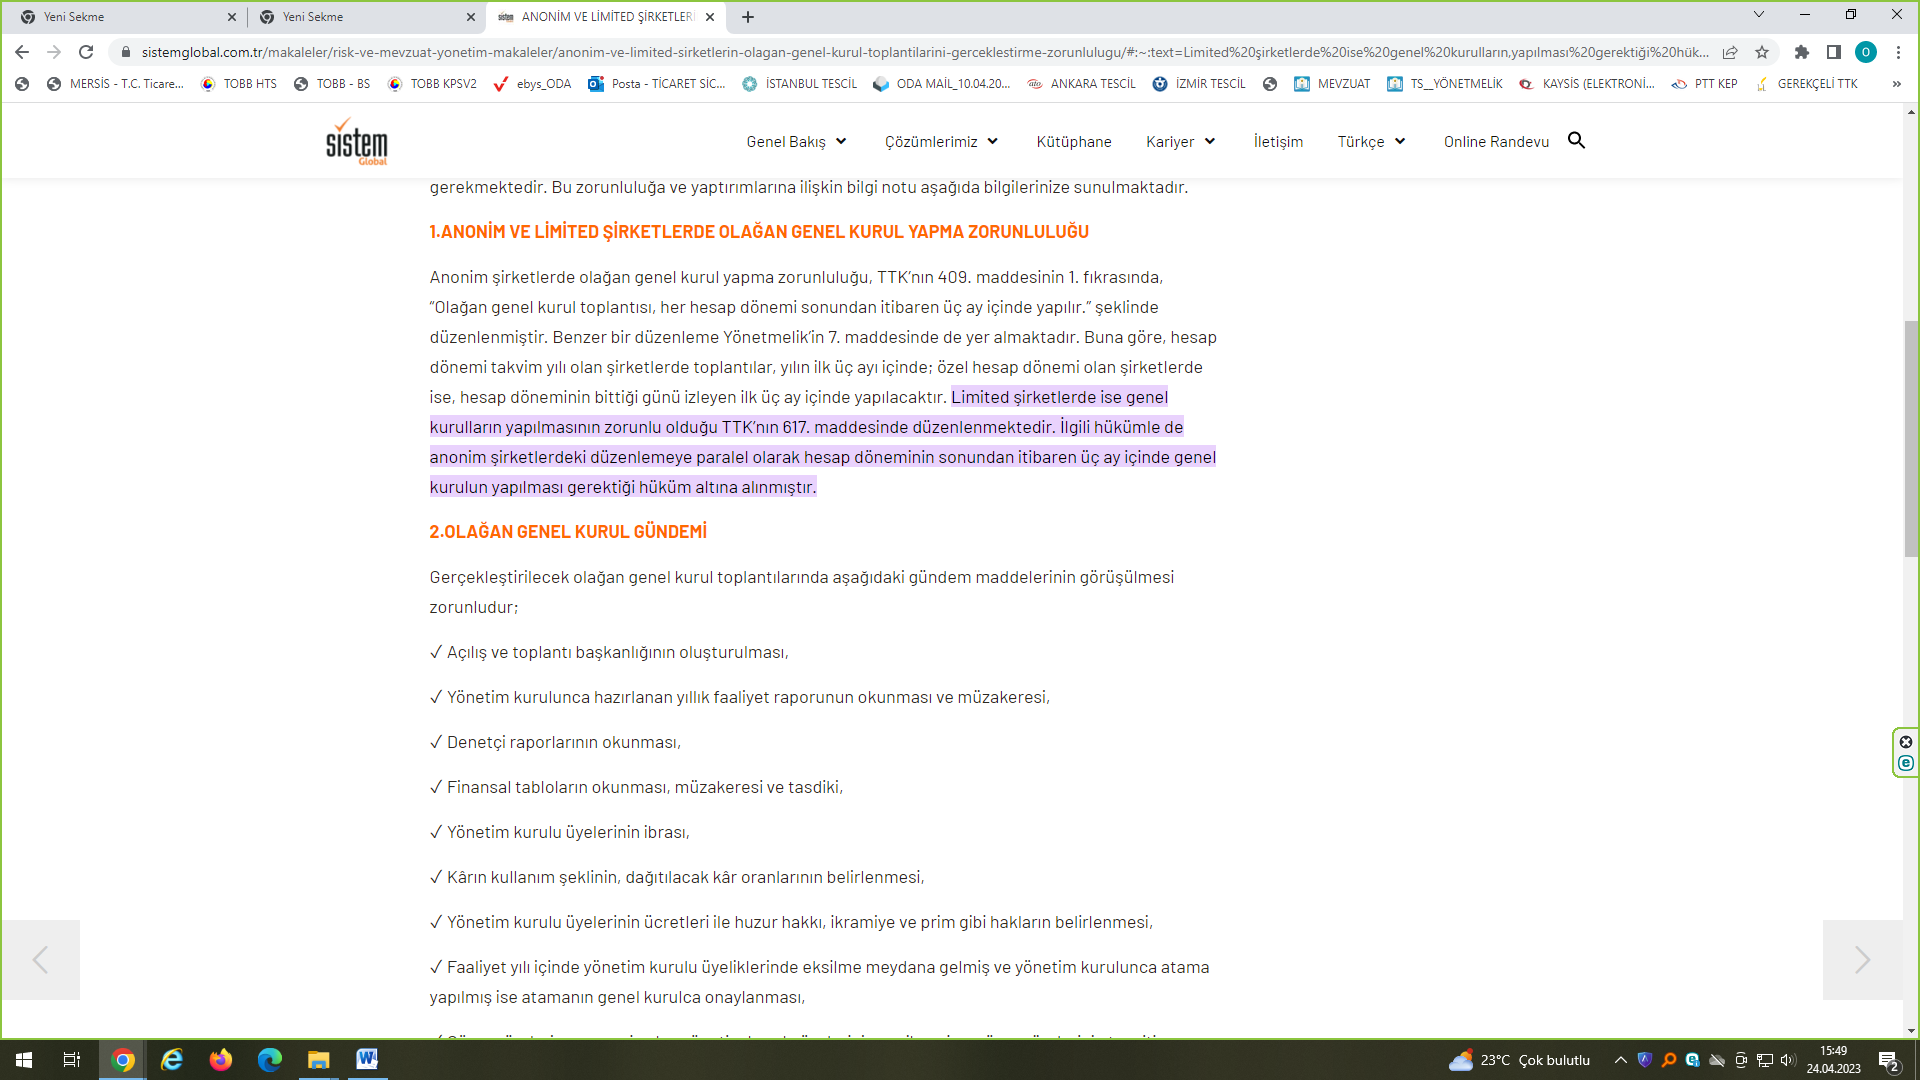 Yeni Sekme
Yeni Sekme
sistem ANONİM VE LİMİTED ŞİRKETLERİ
sistemglobal.com.tr/makaleler/risk-ve-mevzuat-yonetim-makaleler/anonim-ve-limited-sirketlerin-olagan-genel-kurul-toplantilarini-gerceklestirme-zorunlulugu/#:~:text=Limited%20şirketlerde%20ise%20genel%20kurulların,yapılması%20gerektiği%20hük...
O
MERSİS - T.C. Ticare...
TOBB HTS
TOBB - BS
TOBB KPSV2
ebys_ODA
Posta - TİCARET SİC...
İSTANBUL TESCİL
ODA MAİL_10.04.20...
ANKARA TESCİL
İZMİR TESCİL
MEVZUAT
TS__YÖNETMELİK
KAYSİS (ELEKTRONİ...
PTT KEP
GEREKÇELİ TTK
»
sistem
Global
Genel Bakış
Çözümlerimiz
Kütüphane
Kariyer
İletişim
Türkçe
Online Randevu
gerekmektedir. Bu zorunluluğa ve yaptırımlarına ilişkin bilgi notu aşağıda bilgilerinize sunulmaktadır.
1.ANONİM VE LİMİTED ŞİRKETLERDE OLAĞAN GENEL KURUL YAPMA ZORUNLULUĞU
Anonim şirketlerde olağan genel kurul yapma zorunluluğu, TTK’nın 409. maddesinin 1. fıkrasında,
“Olağan genel kurul toplantısı, her hesap dönemi sonundan itibaren üç ay içinde yapılır.” şeklinde
düzenlenmiştir. Benzer bir düzenleme Yönetmelik’in 7. maddesinde de yer almaktadır. Buna göre, hesap
dönemi takvim yılı olan şirketlerde toplantılar, yılın ilk üç ayı içinde; özel hesap dönemi olan şirketlerde
ise, hesap döneminin bittiği günü izleyen ilk üç ay içinde yapılacaktır. Limited şirketlerde ise genel
kurulların yapılmasının zorunlu olduğu TTK’nın 617. maddesinde düzenlenmektedir. İlgili hükümle de
anonim şirketlerdeki düzenlemeye paralel olarak hesap döneminin sonundan itibaren üç ay içinde genel
kurulun yapılması gerektiği hüküm altına alınmıştır.
2.OLAĞAN GENEL KURUL GÜNDEMİ
Gerçekleştirilecek olağan genel kurul toplantılarında aşağıdaki gündem maddelerinin görüşülmesi
zorunludur;
✓ Açılış ve toplantı başkanlığının oluşturulması,
✓ Yönetim kurulunca hazırlanan yıllık faaliyet raporunun okunması ve müzakeresi,
✓ Denetçi raporlarının okunması,
✓ Finansal tabloların okunması, müzakeresi ve tasdiki,
✓ Yönetim kurulu üyelerinin ibrası,
✓ Kârın kullanım şeklinin, dağıtılacak kâr oranlarının belirlenmesi,
✓ Yönetim kurulu üyelerinin ücretleri ile huzur hakkı, ikramiye ve prim gibi hakların belirlenmesi,
✓ Faaliyet yılı içinde yönetim kurulu üyeliklerinde eksilme meydana gelmiş ve yönetim kurulunca atama
yapılmış ise atamanın genel kurulca onaylanması,
23°C Çok bulutlu
15:49
24.04.2023
2